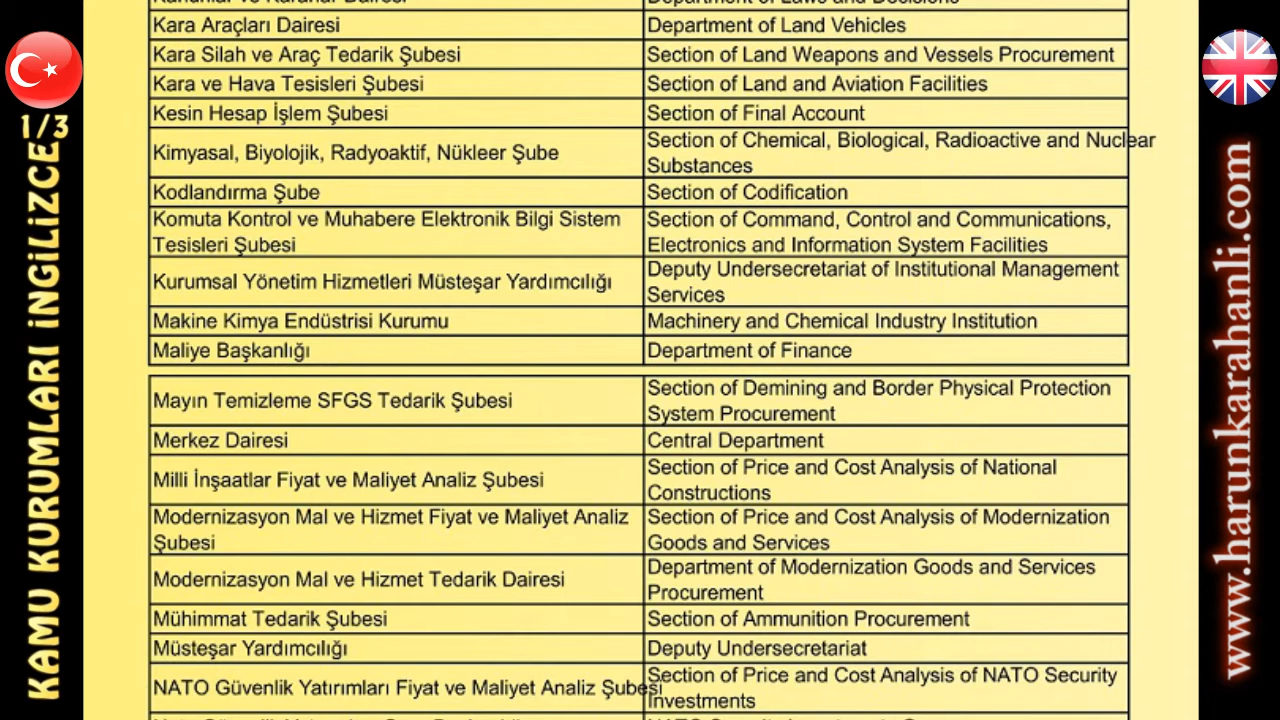 Kanunlar ve Kararlar Dairesi
Department of Laws and Decisions
Kara Araçları Dairesi
Department of Land Vehicles
Kara Silah ve Araç Tedarik Şubesi
Section of Land Weapons and Vessels Procurement
Kara ve Hava Tesisleri Şubesi
Section of Land and Aviation Facilities
Kesin Hesap İşlem Şubesi
Section of Final Account
Kimyasal, Biyolojik, Radyoaktif, Nükleer Şube
Section of Chemical, Biological, Radioactive and Nuclear
Substances
Kodlandırma Şube
Section of Codification
Komuta Kontrol ve Muhabere Elektronik Bilgi Sistem
Tesisleri Şubesi
Section of Command, Control and Communications,
Electronics and Information System Facilities
Kurumsal Yönetim Hizmetleri Müsteşar Yardımcılığı
Deputy Undersecretariat of Institutional Management
Services
Makine Kimya Endüstrisi Kurumu
Machinery and Chemical Industry Institution
Maliye Başkanlığı
Department of Finance
Mayın Temizleme SFGS Tedarik Şubesi
Section of Demining and Border Physical Protection
System Procurement
Merkez Dairesi
Central Department
Milli İnşaatlar Fiyat ve Maliyet Analiz Şubesi
Section of Price and Cost Analysis of National
Constructions
Modernizasyon Mal ve Hizmet Fiyat ve Maliyet Analiz
Şubesi
Section of Price and Cost Analysis of Modernization
Goods and Services
Modernizasyon Mal ve Hizmet Tedarik Dairesi
Department of Modernization Goods and Services
Procurement
Mühimmat Tedarik Şubesi
Section of Ammunition Procurement
Müsteşar Yardımcılığı
Deputy Undersecretariat
NATO Güvenlik Yatırımları Fiyat ve Maliyet Analiz Şubesi
Section of Price and Cost Analysis of NATO Security
Investments
1/3
KAMU KURUMLARI İNGİLİZCESİ
www.harunkarahanli.com